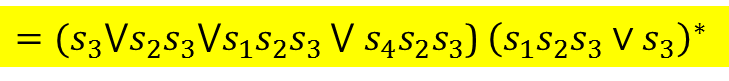 = (s₃⋁s₂s₃⋁s₁s₂s₃ ⋁ s₄s₂s₃) (s₁s₂s₃ ∨ s₃)*